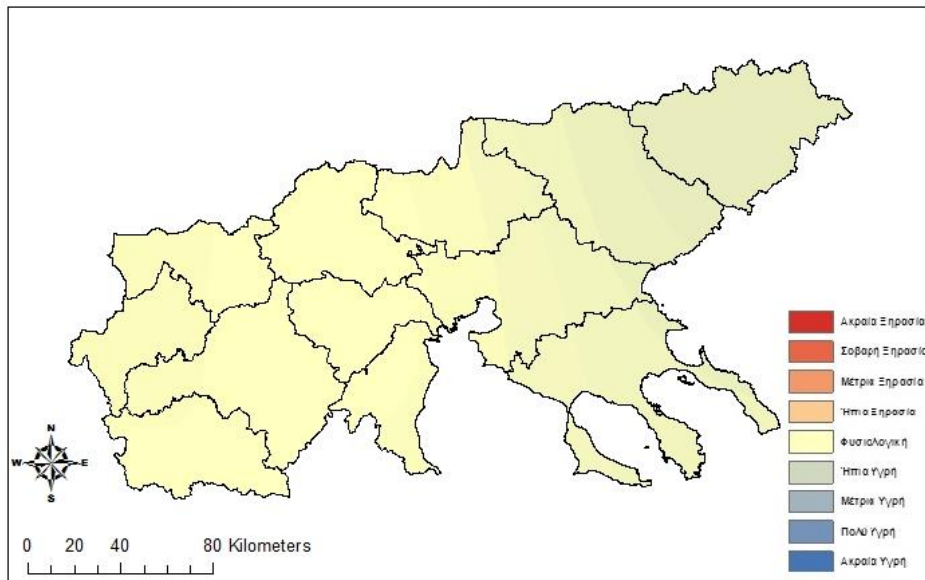 Ακραία Ξηρασία
Σοβαρή Ξηρασία
Μέτρια Ξηρασία
Ήπια Ξηρασία
Φυσιολογική
Ήπια Υγρή
Μέτρια Υγρή
Πολύ Υγρή
Ακραία Υγρή
N
W E
S
0 20 40 80 Kilometers